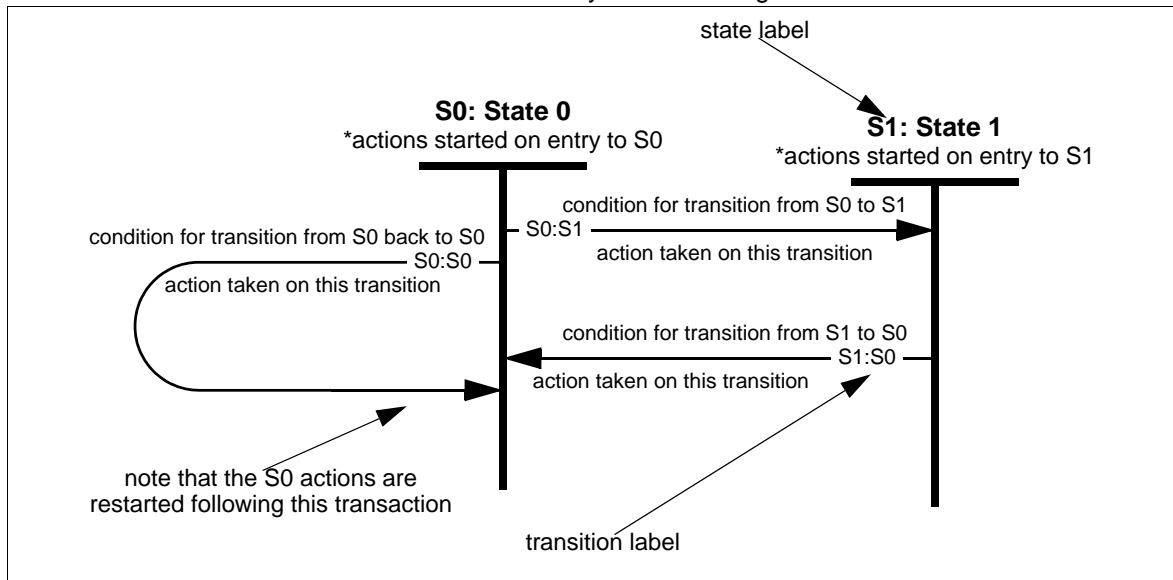 state label
S0: State 0
*actions started on entry to S0
S1: State 1
*actions started on entry to S1
condition for transition from S0 to S1
S0:S1
action taken on this transition
condition for transition from S0 back to S0
S0:S0
action taken on this transition
condition for transition from S1 to S0
S1:S0
action taken on this transition
note that the S0 actions are
restarted following this transaction
transition label